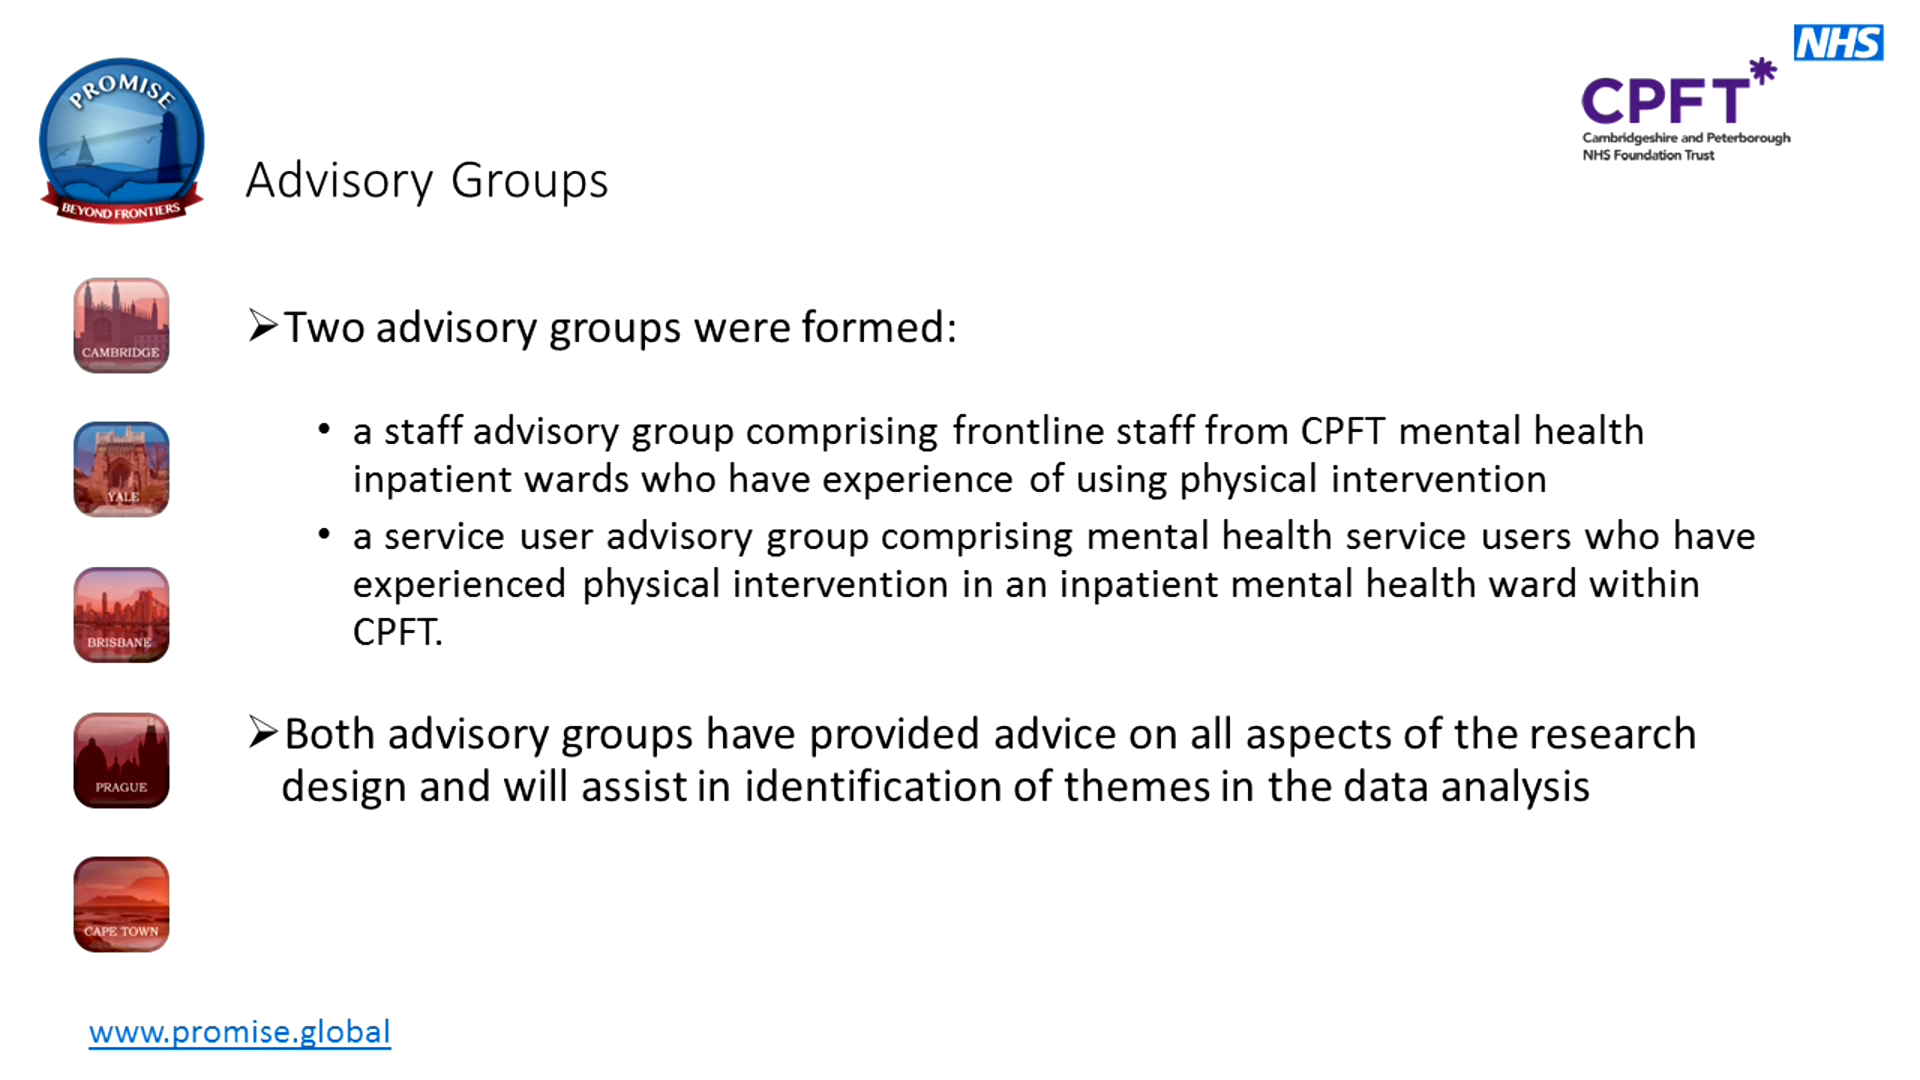 PROMISE
BEYOND FRONTIERS
NHS
CPFT*
Cambridgeshire and Peterborough
NHS Foundation Trust
Advisory Groups
CAMBRIDGE
YALE
BRISBANE
PRAGUE
CAPE TOWN
➢Two advisory groups were formed:
• a staff advisory group comprising frontline staff from CPFT mental health
inpatient wards who have experience of using physical intervention
• a service user advisory group comprising mental health service users who have
experienced physical intervention in an inpatient mental health ward within
CPFT.
➢Both advisory groups have provided advice on all aspects of the research
design and will assist in identification of themes in the data analysis
www.promise.global